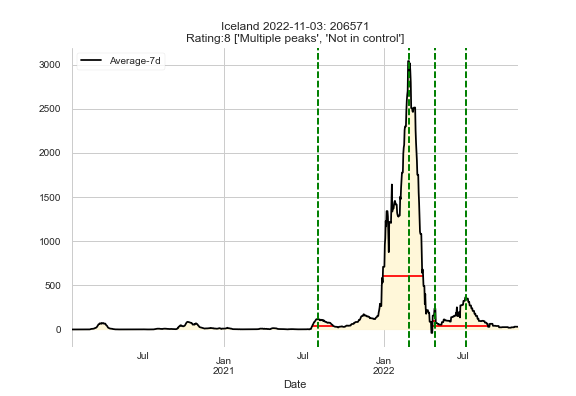 Iceland 2022-11-03: 206571
Rating:8 ['Multiple peaks', 'Not in control']
Average-7d
3000
2500
2000
1500
1000
500
0
Jul
Jan
2021
Jul
Jan
2022
Jul
Date